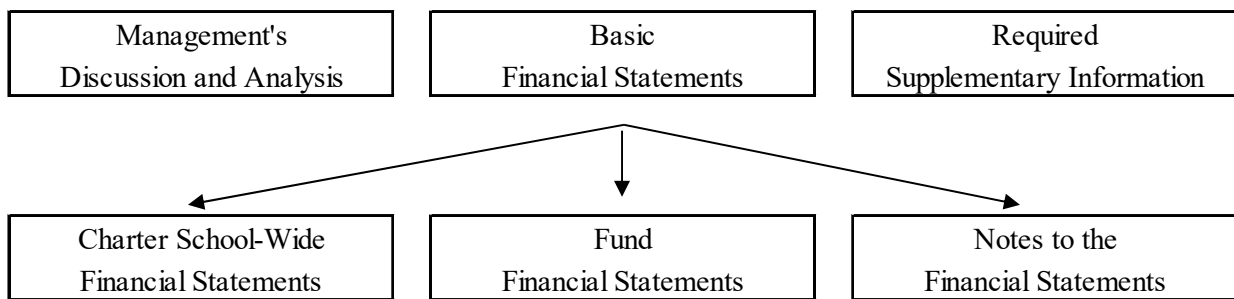 Management's
Discussion and Analysis
Basic
Financial Statements
Required
Supplementary Information
Charter School-Wide
Financial Statements
Fund
Financial Statements
Notes to the
Financial Statements